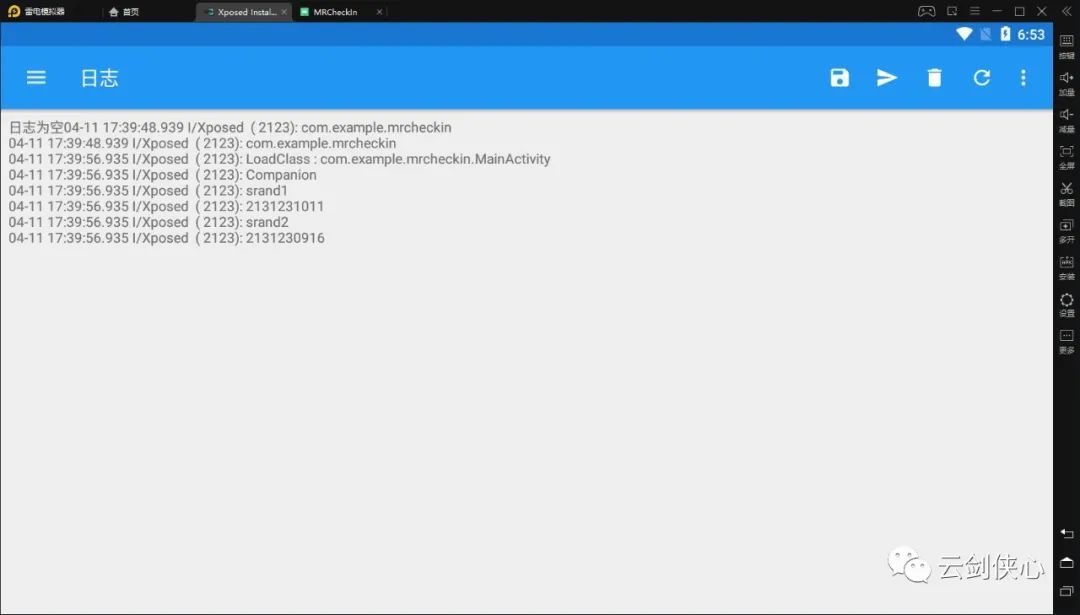 雷电模拟器
首页
Xposed Instal...
MRCheckIn
6:53
日志
日志为空04-11 17:39:48.939 I/Xposed  ( 2123): com.example.mrcheckin
04-11 17:39:48.939 I/Xposed  ( 2123): com.example.mrcheckin
04-11 17:39:56.935 I/Xposed  ( 2123): LoadClass : com.example.mrcheckin.MainActivity
04-11 17:39:56.935 I/Xposed  ( 2123): Companion
04-11 17:39:56.935 I/Xposed  ( 2123): srand1
04-11 17:39:56.935 I/Xposed  ( 2123): 2131231011
04-11 17:39:56.935 I/Xposed  ( 2123): srand2
04-11 17:39:56.935 I/Xposed  ( 2123): 2131230916
按键
加量
减量
全屏
截图
多开
安装
设置
更多
云剑侠心